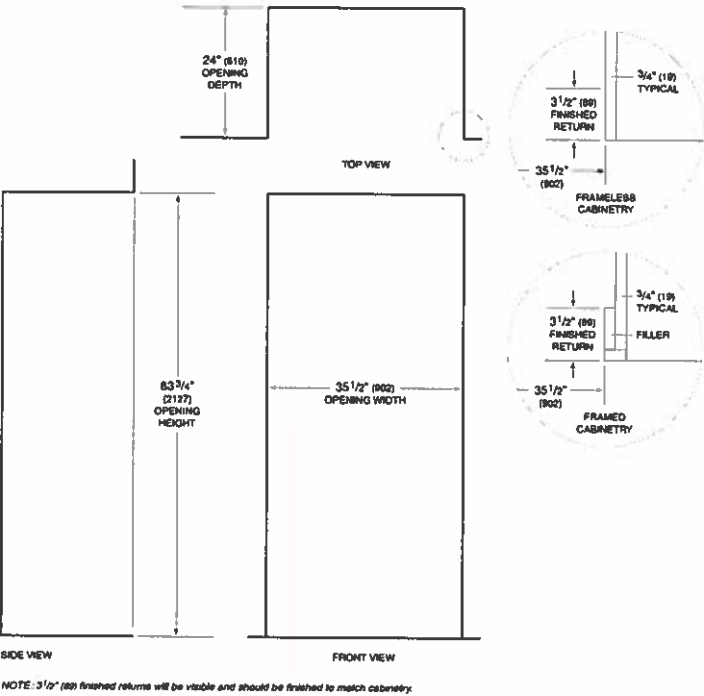 24" (610)
OPENING
DEPTH
TOP VIEW
3/4" (19)
TYPICAL
3 1/2" (89)
FINISHED
RETURN
35 1/2"
(902)
FRAMELESS
CABINETRY
3/4" (19)
TYPICAL
3 1/2" (89)
FINISHED
RETURN
FILLER
35 1/2"
(902)
FRAMED
CABINETRY
83 3/4"
(2127)
OPENING
HEIGHT
35 1/2" (902)
OPENING WIDTH
SIDE VIEW
FRONT VIEW
NOTE: 3 1/2" (89) finished returns will be visible and should be finished to match cabinetry.